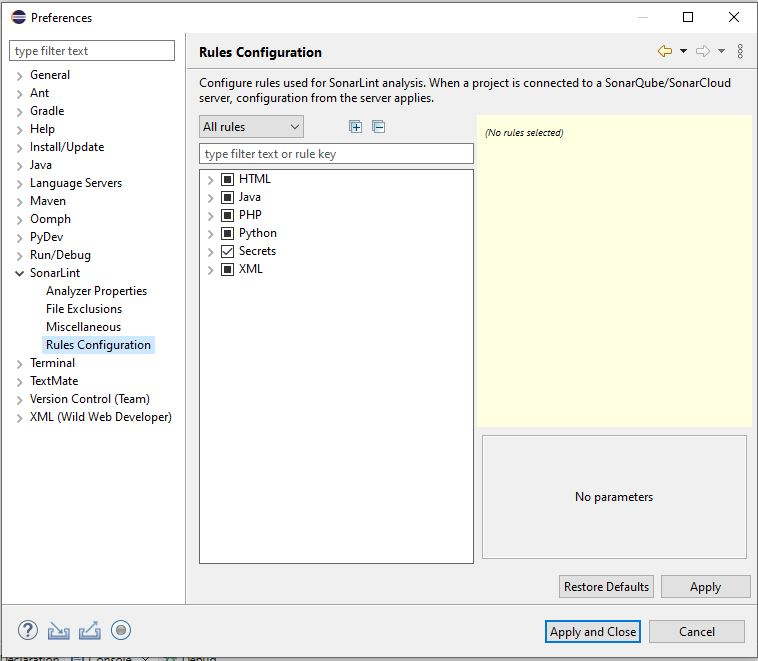 Preferences
type filter text
General
Ant
Gradle
Help
Install/Update
Java
Language Servers
Maven
Oomph
PyDev
Run/Debug
SonarLint
Analyzer Properties
File Exclusions
Miscellaneous
Rules Configuration
Terminal
TextMate
Version Control (Team)
XML (Wild Web Developer)
Rules Configuration
Configure rules used for SonarLint analysis. When a project is connected to a SonarQube/SonarCloud
server, configuration from the server applies.
All rules
type filter text or rule key
HTML
Java
PHP
Python
Secrets
XML
(No rules selected)
No parameters
Restore Defaults
Apply
Apply and Close
Cancel
Console
Debug